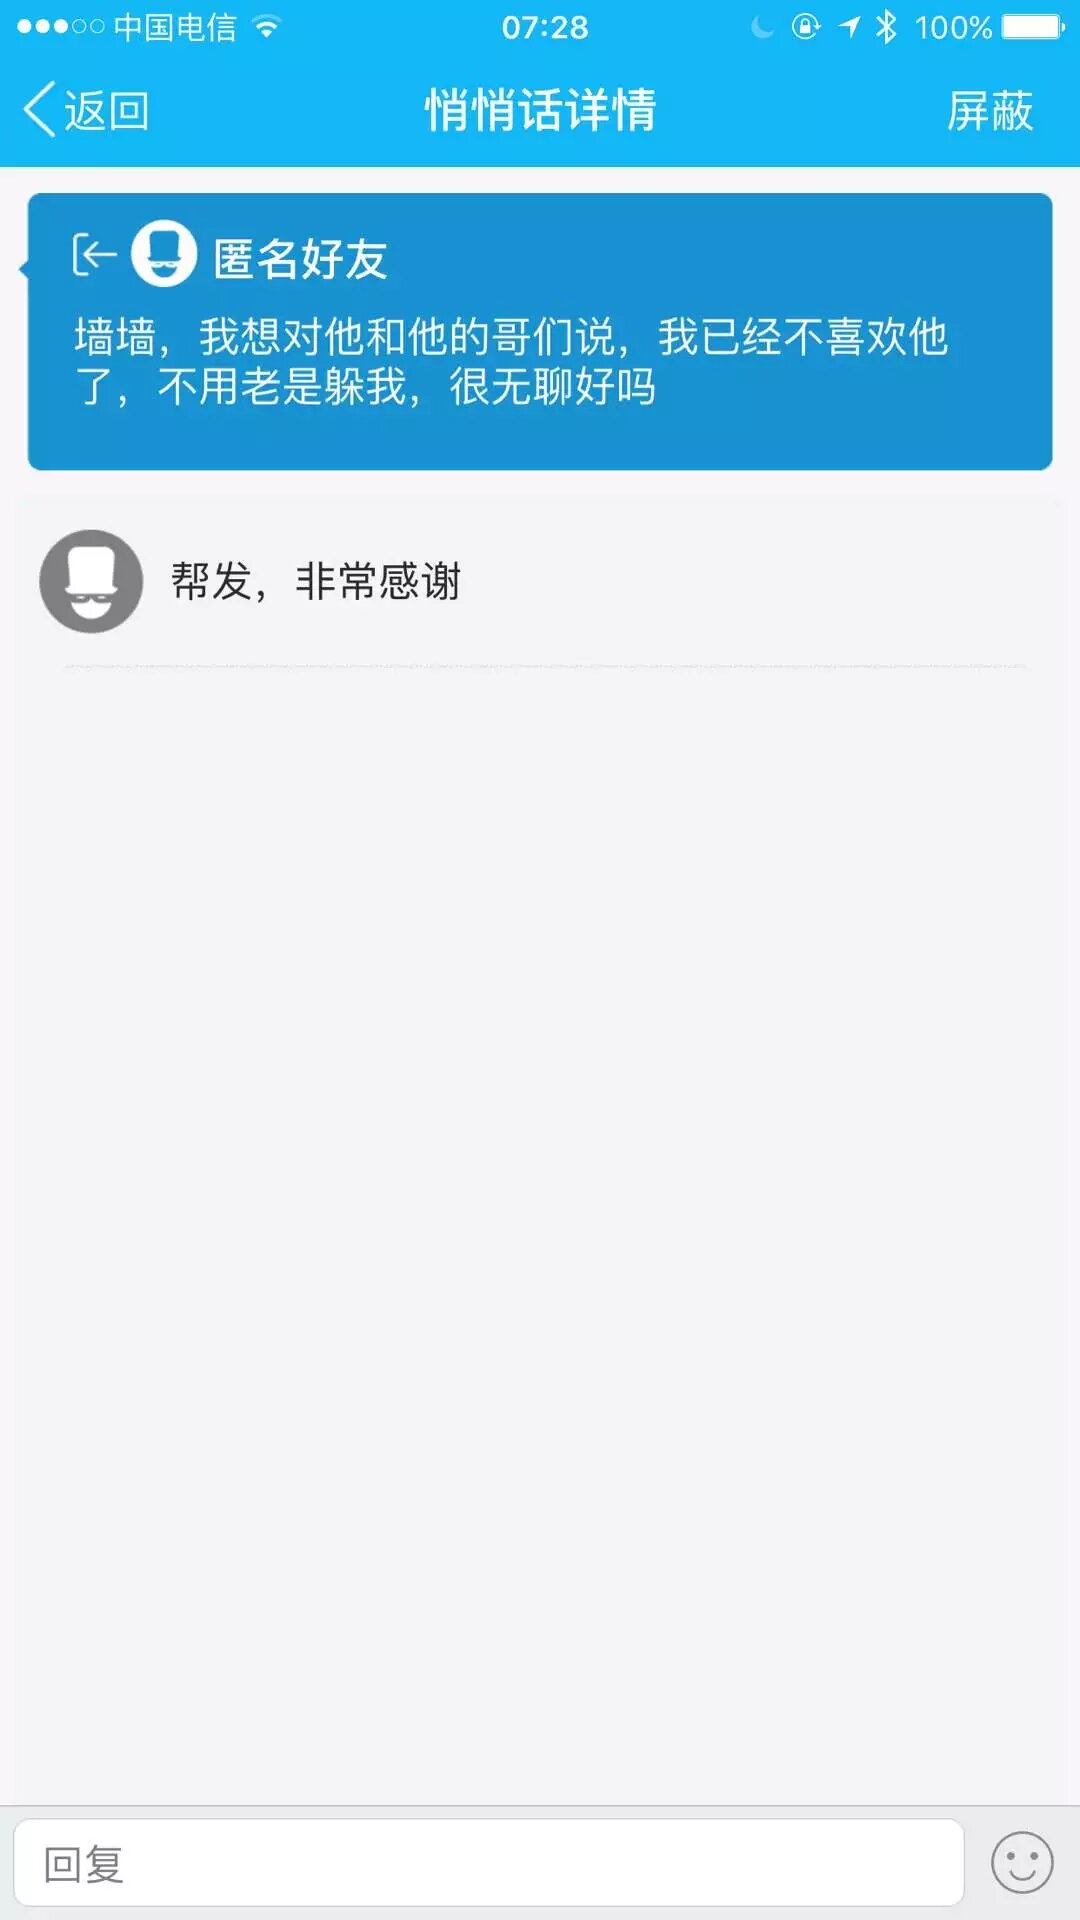 中国电信
07:28
100%
返回
悄悄话详情
屏蔽
匿名好友
墙墙，我想对他和他的哥们说，我已经不喜欢他
了，不用老是躲我，很无聊好吗
帮发，非常感谢
回复